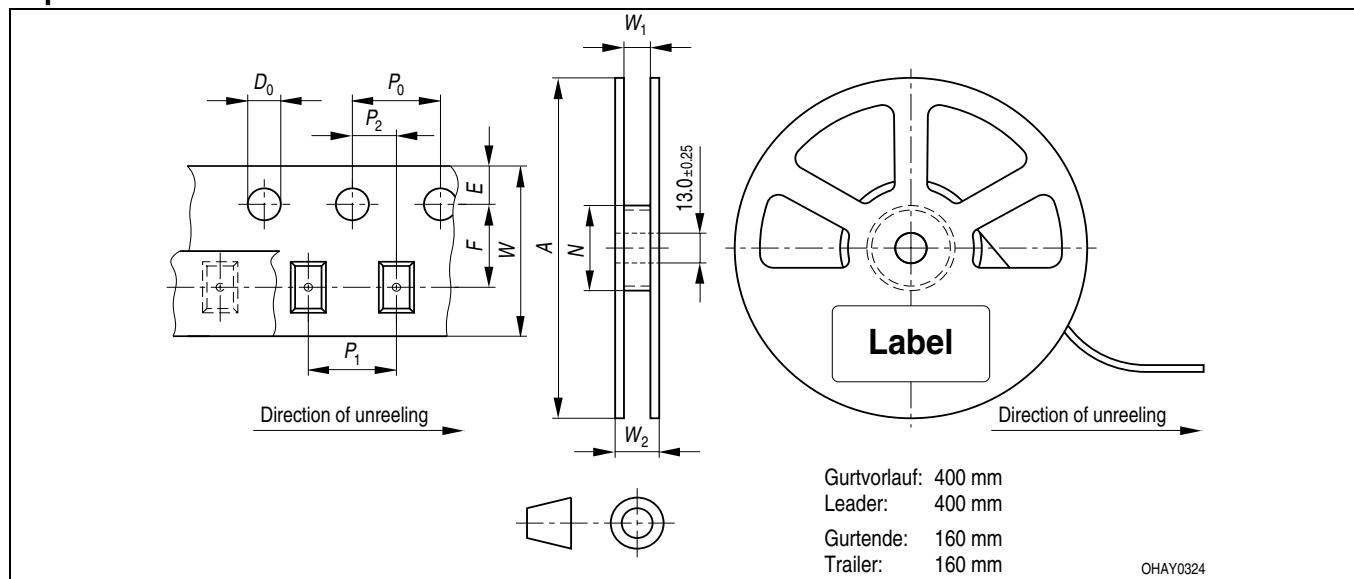 W₁
D₀
P₀
P₂
E
F
W
A
N
13.0±0.25
P₁
Label
Direction of unreeling
W₂
Direction of unreeling
Gurtvorlauf: 400 mm
Leader: 400 mm
Gurtende: 160 mm
Trailer: 160 mm
OHAY0324